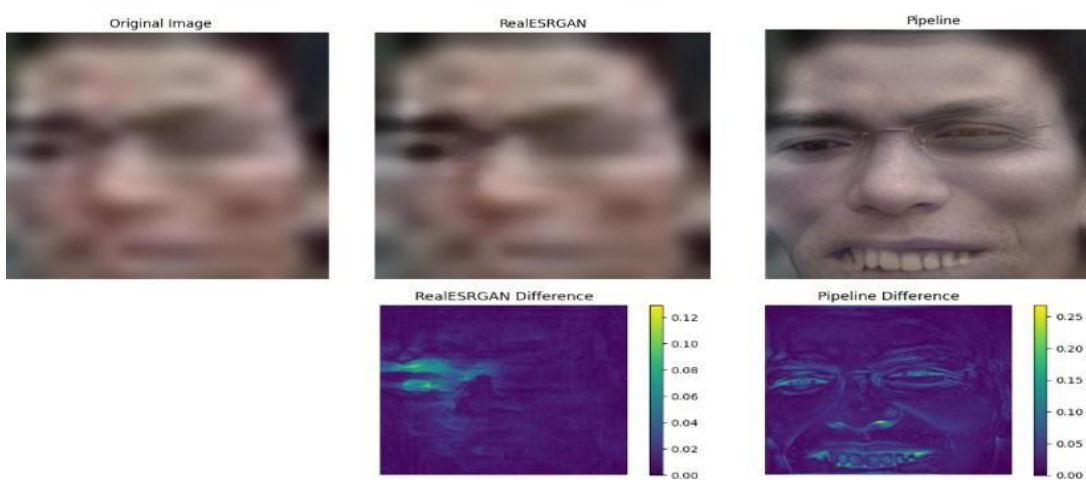 Original Image
RealESRGAN
Pipeline
RealESRGAN Difference
Pipeline Difference
0.12
0.10
0.08
0.06
0.04
0.02
0.00
0.25
0.20
0.15
0.10
0.05
0.00